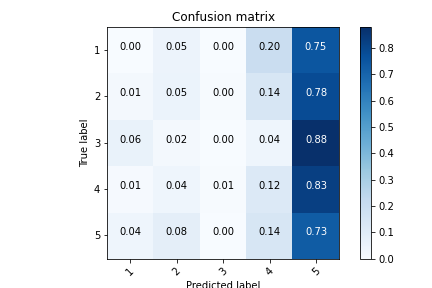 Confusion matrix
1 0.00 0.05 0.00 0.20 0.75
2 0.01 0.05 0.00 0.14 0.78
3 0.06 0.02 0.00 0.04 0.88
4 0.01 0.04 0.01 0.12 0.83
5 0.04 0.08 0.00 0.14 0.73
1 2 3 4 5
True label
Predicted label
0.8
0.7
0.6
0.5
0.4
0.3
0.2
0.1
0.0